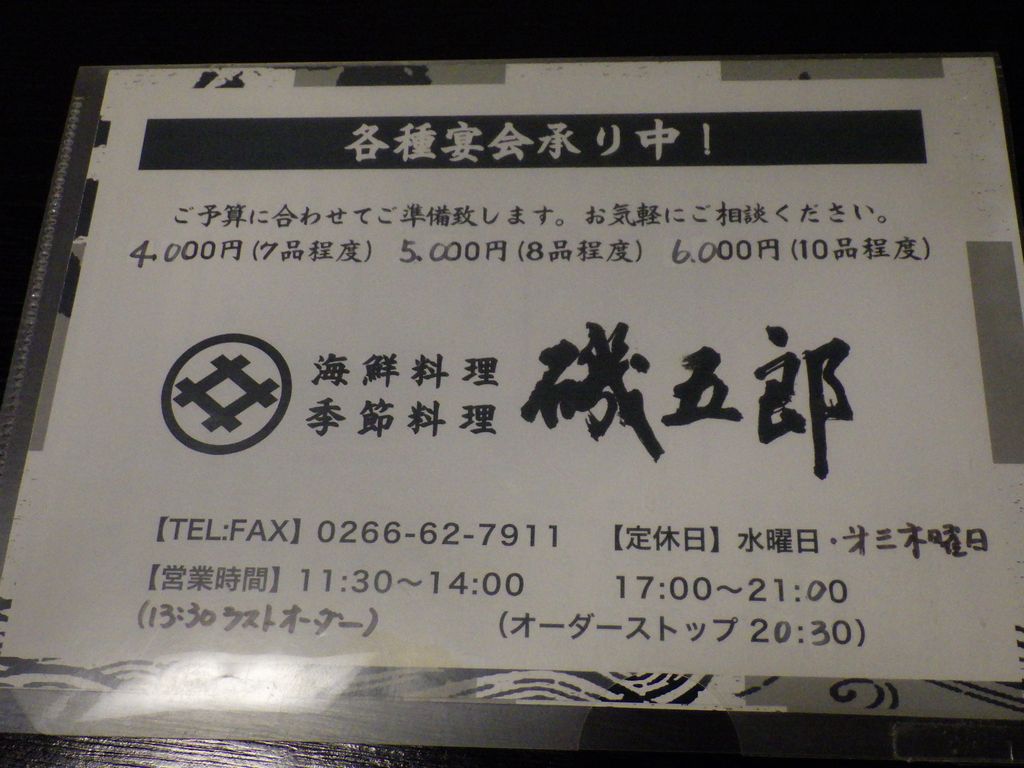 各種宴会承り中！
ご予算に合わせてご準備致します。お気軽にご相談ください。
4.000円(7品程度) 5.000円(8品程度) 6.000円(10品程度)
海鮮料理
季節料理
磯五郎
【TEL:FAX】0266-62-7911 【定休日】水曜日・第三木曜日
【営業時間】11:30～14:00 17:00～21:00
(13:30ラストオーダー) (オーダーストップ 20:30)